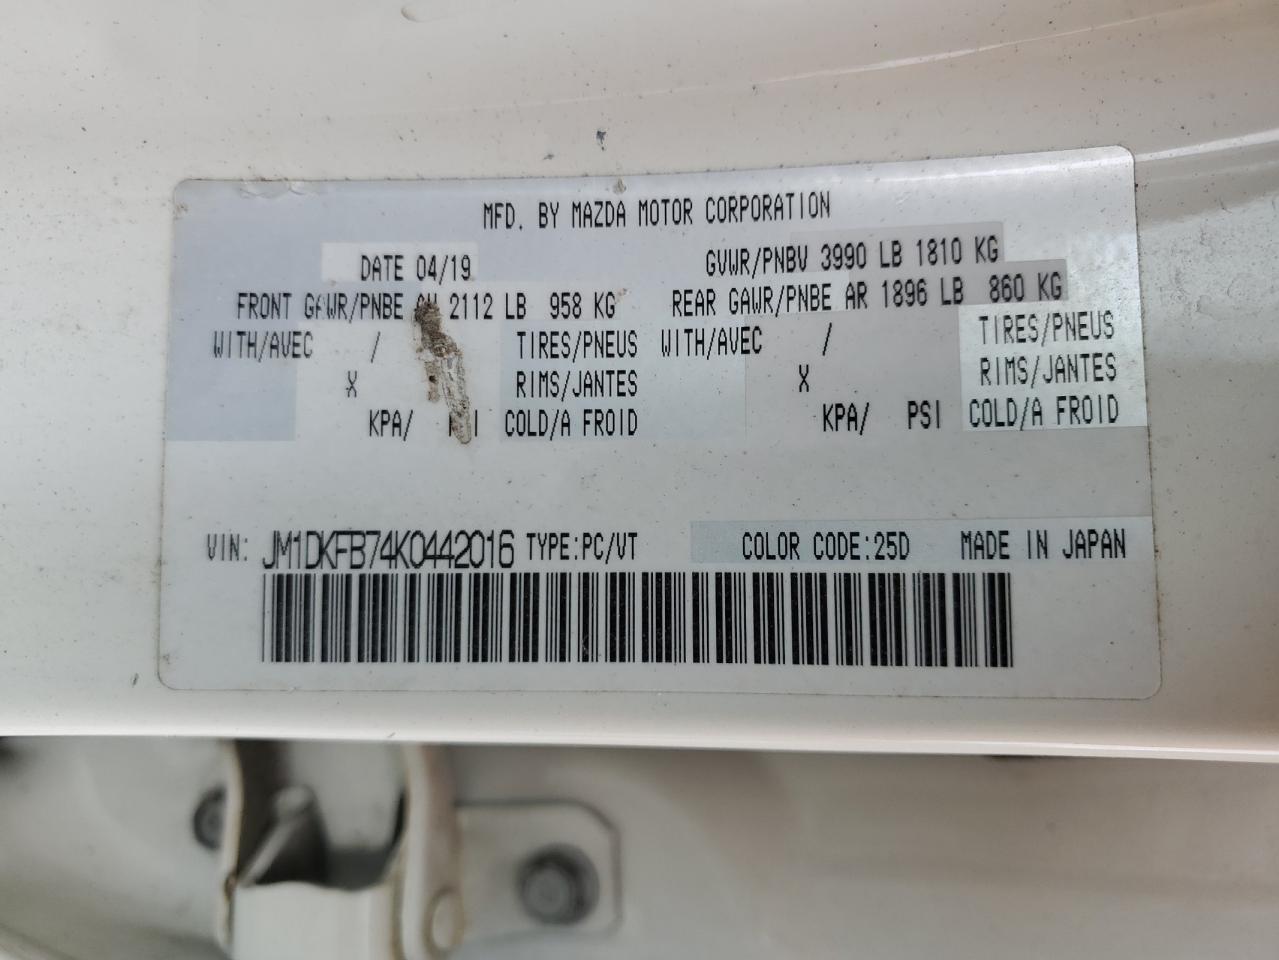 MFD. BY MAZDA MOTOR CORPORATION
DATE 04/19 GVWR/PNBV 3990 LB 1810 KG
FRONT GAWR/PNBE 2112 LB 958 KG REAR GAWR/PNBE AR 1896 LB 860 KG
WITH/AVEC / TIRES/PNEUS WITH/AVEC / TIRES/PNEUS
X RIMS/JANTES X RIMS/JANTES
KPA/ PSI COLD/A FROID KPA/ PSI COLD/A FROID
VIN: JM1DKFB74K0442016 TYPE:PC/VT COLOR CODE:25D MADE IN JAPAN